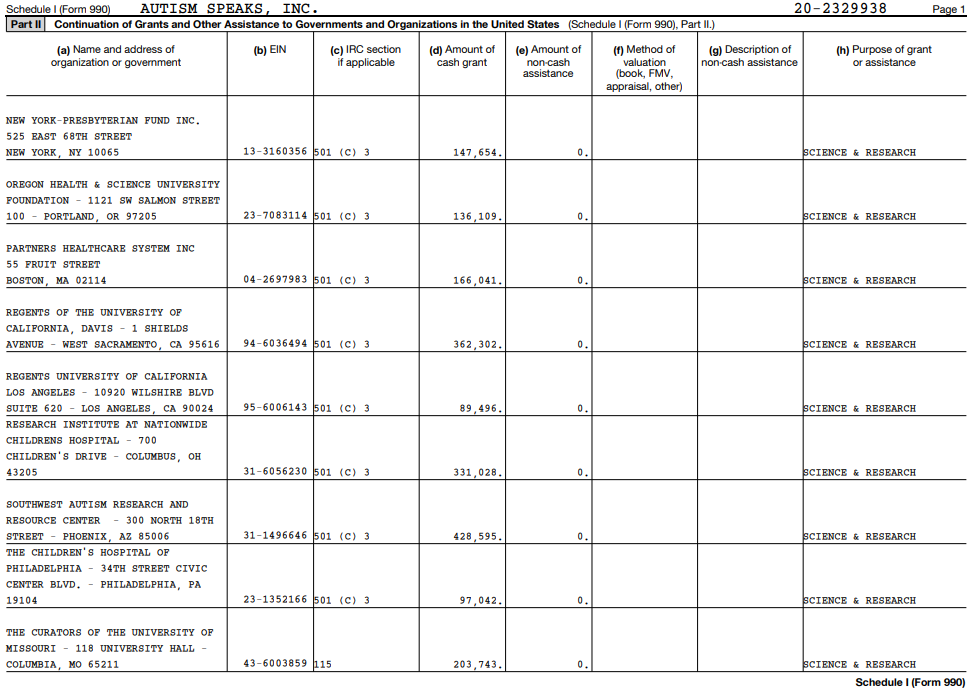 Schedule I (Form 990) AUTISM SPEAKS, INC. 20-2329938 Page 1
Part II Continuation of Grants and Other Assistance to Governments and Organizations in the United States (Schedule I (Form 990), Part II.)
(a) Name and address of organization or government
(b) EIN
(c) IRC section if applicable
(d) Amount of cash grant
(e) Amount of non-cash assistance
(f) Method of valuation (book, FMV, appraisal, other)
(g) Description of non-cash assistance
(h) Purpose of grant or assistance
NEW YORK-PRESBYTERIAN FUND INC.
525 EAST 68TH STREET
NEW YORK, NY 10065 13-3160356 501 (C) 3 147,654. 0. SCIENCE & RESEARCH
OREGON HEALTH & SCIENCE UNIVERSITY
FOUNDATION - 1121 SW SALMON STREET
100 - PORTLAND, OR 97205 23-7083114 501 (C) 3 136,109. 0. SCIENCE & RESEARCH
PARTNERS HEALTHCARE SYSTEM INC
55 FRUIT STREET
BOSTON, MA 02114 04-2697983 501 (C) 3 166,041. 0. SCIENCE & RESEARCH
REGENTS OF THE UNIVERSITY OF
CALIFORNIA, DAVIS - 1 SHIELDS
AVENUE - WEST SACRAMENTO, CA 95616 94-6036494 501 (C) 3 362,302. 0. SCIENCE & RESEARCH
REGENTS UNIVERSITY OF CALIFORNIA
LOS ANGELES - 10920 WILSHIRE BLVD
SUITE 620 - LOS ANGELES, CA 90024 95-6006143 501 (C) 3 89,496. 0. SCIENCE & RESEARCH
RESEARCH INSTITUTE AT NATIONWIDE
CHILDRENS HOSPITAL - 700
CHILDREN'S DRIVE - COLUMBUS, OH
43205 31-6056230 501 (C) 3 331,028. 0. SCIENCE & RESEARCH
SOUTHWEST AUTISM RESEARCH AND
RESOURCE CENTER - 300 NORTH 18TH
STREET - PHOENIX, AZ 85006 31-1496646 501 (C) 3 428,595. 0. SCIENCE & RESEARCH
THE CHILDREN'S HOSPITAL OF
PHILADELPHIA - 34TH STREET CIVIC
CENTER BLVD. - PHILADELPHIA, PA
19104 23-1352166 501 (C) 3 97,042. 0. SCIENCE & RESEARCH
THE CURATORS OF THE UNIVERSITY OF
MISSOURI - 118 UNIVERSITY HALL -
COLUMBIA, MO 65211 43-6003859 115 203,743. 0. SCIENCE & RESEARCH
Schedule I (Form 990)